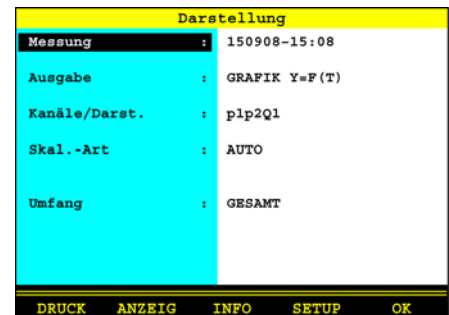 Darstellung
Messung : 150908-15:08
Ausgabe : GRAFIK Y=F(T)
Kanäle/Darst. : p1p2Q1
Skal.-Art : AUTO
Umfang : GESAMT
DRUCK ANZEIG INFO SETUP OK